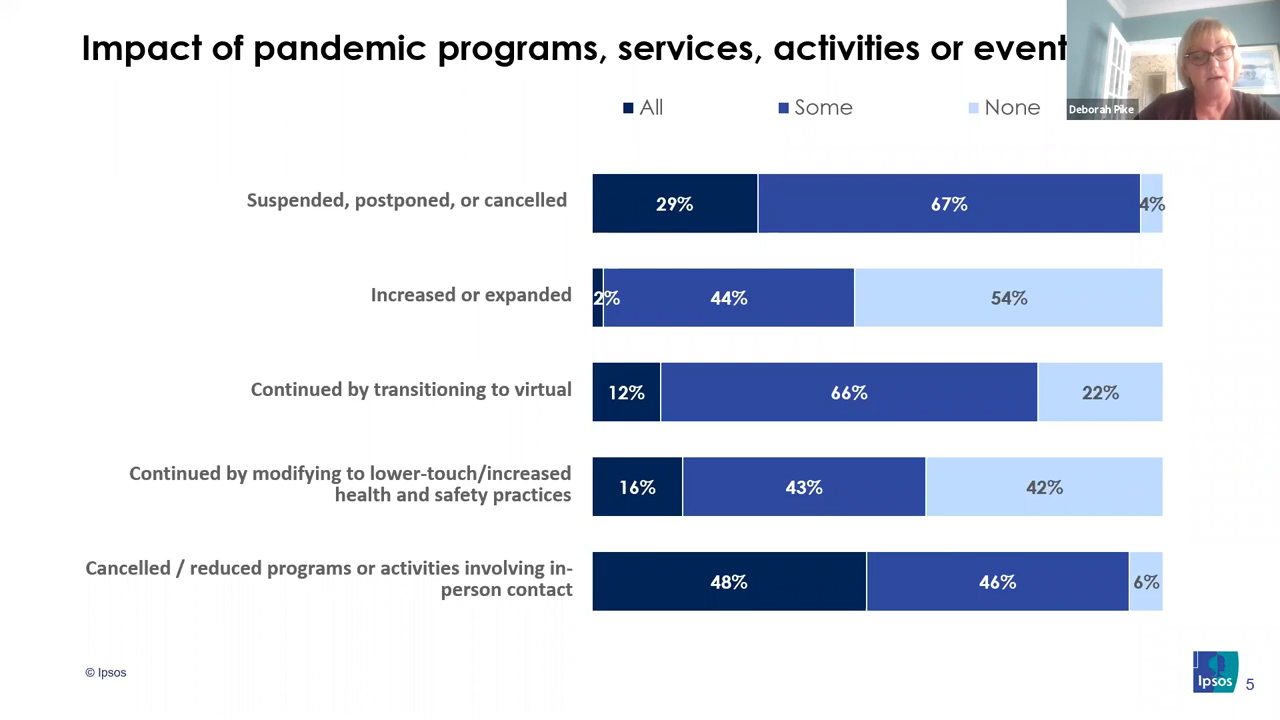 Impact of pandemic programs, services, activities or event
Deborah Pike
All Some None
Suspended, postponed, or cancelled 29% 67% 4%
Increased or expanded 2% 44% 54%
Continued by transitioning to virtual 12% 66% 22%
Continued by modifying to lower-touch/increased
health and safety practices 16% 43% 42%
Cancelled / reduced programs or activities involving in-
person contact 48% 46% 6%
© Ipsos
Ipsos
5